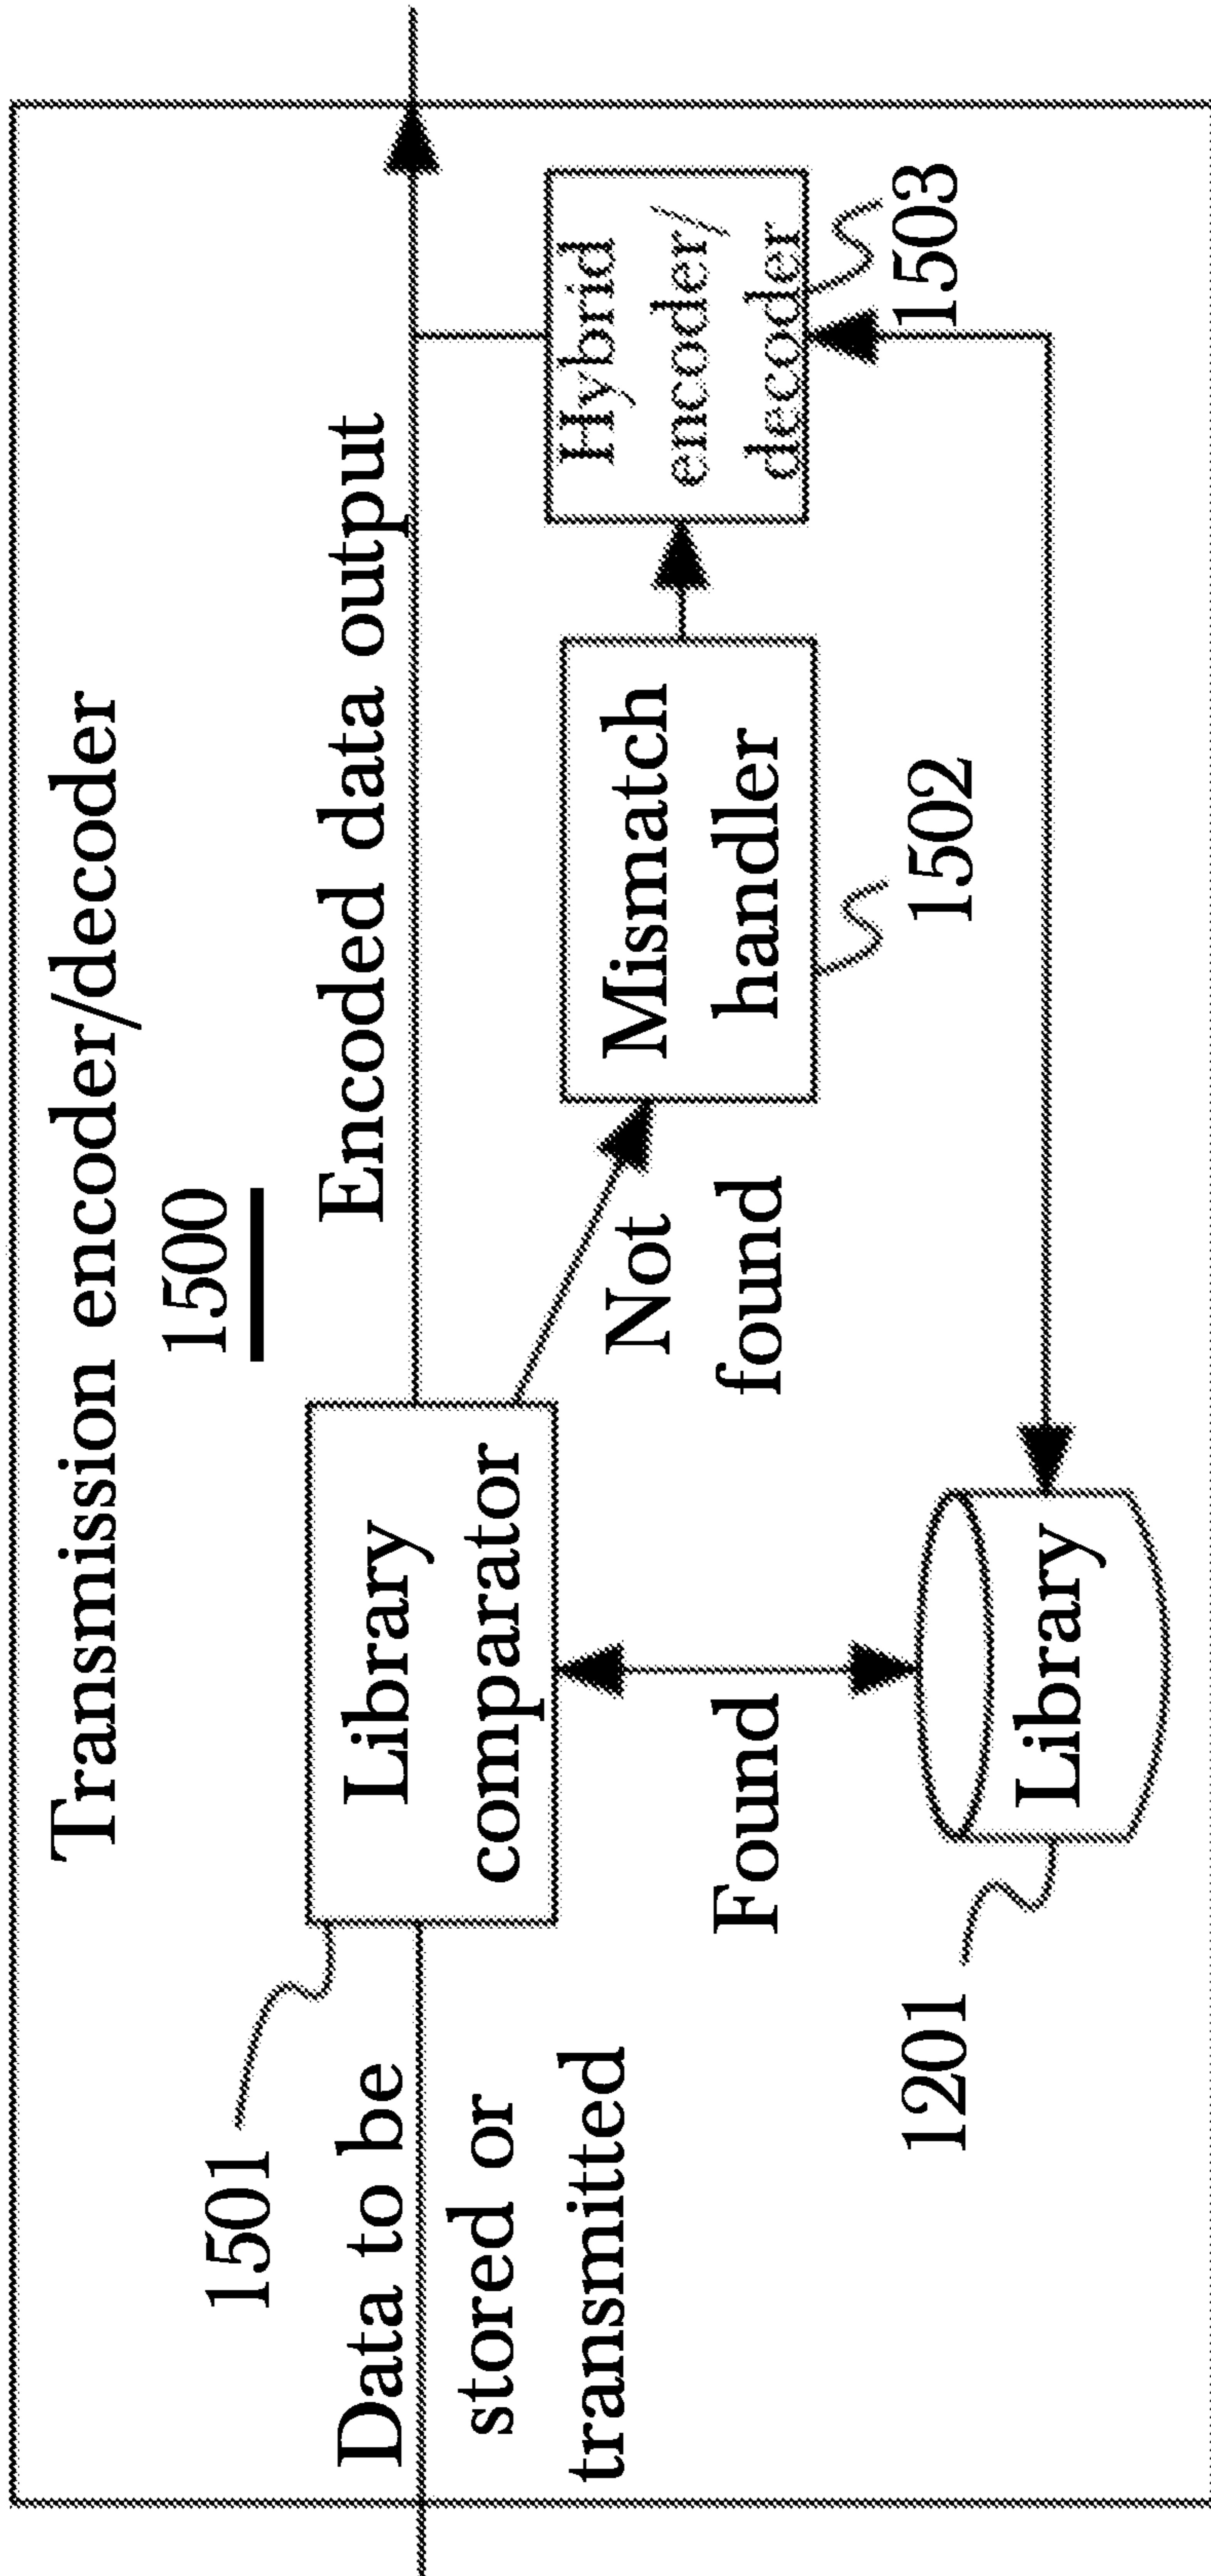 Transmission encoder/decoder
1500
1501
Data to be
stored or
transmitted
Library
comparator
Encoded data output
Not
found
Mismatch
handler
1502
Hybrid
encoder/
decoder
1503
Found
Library
1201